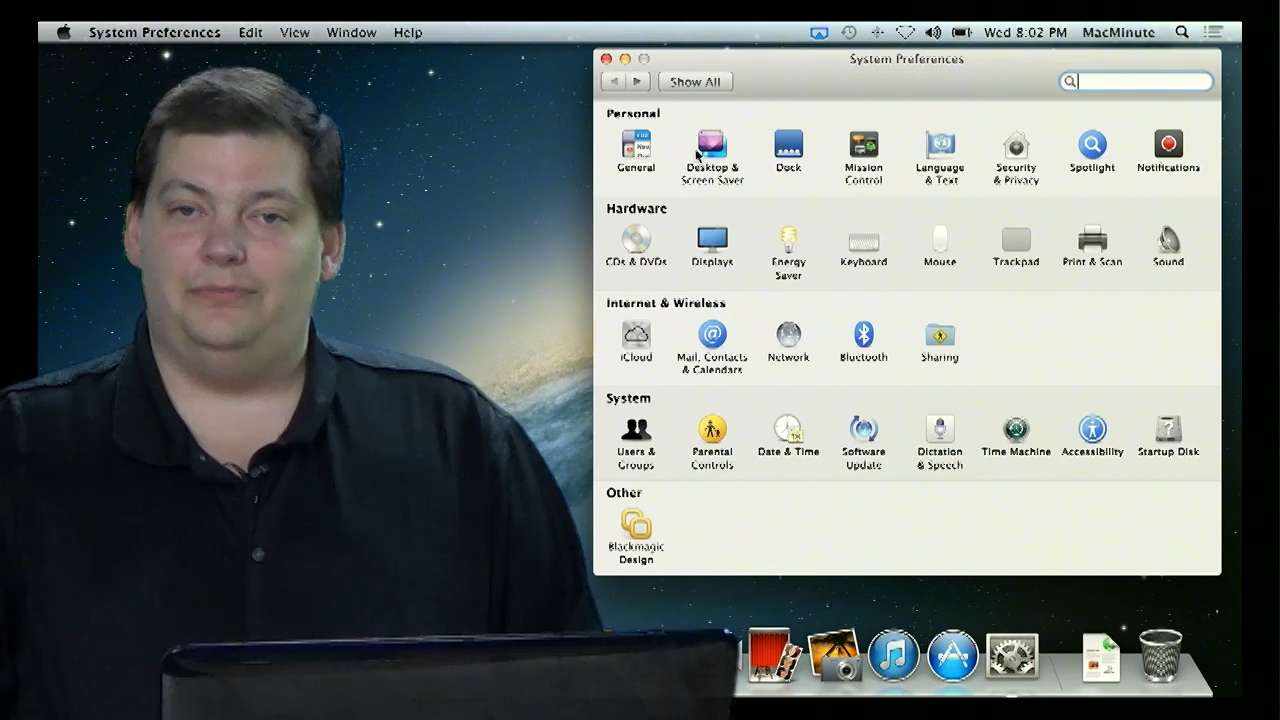 System Preferences Edit View Window Help Wed 8:02 PM MacMinute
System Preferences
Show All
Personal
General Desktop & Screen Saver Dock Mission Control Language & Text Security & Privacy Spotlight Notifications
Hardware
CDs & DVDs Displays Energy Saver Keyboard Mouse Trackpad Print & Scan Sound
Internet & Wireless
iCloud Mail, Contacts & Calendars Network Bluetooth Sharing
System
Users & Groups Parental Controls Date & Time Software Update Dictation & Speech Time Machine Accessibility Startup Disk
Other
Blackmagic Design